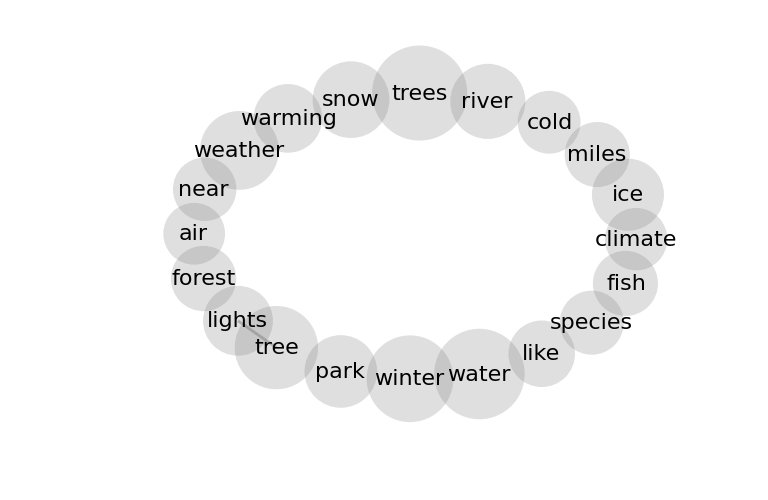 trees
snow
river
warming
cold
weather
miles
near
ice
air
climate
forest
fish
lights
species
tree
like
park
water
winter